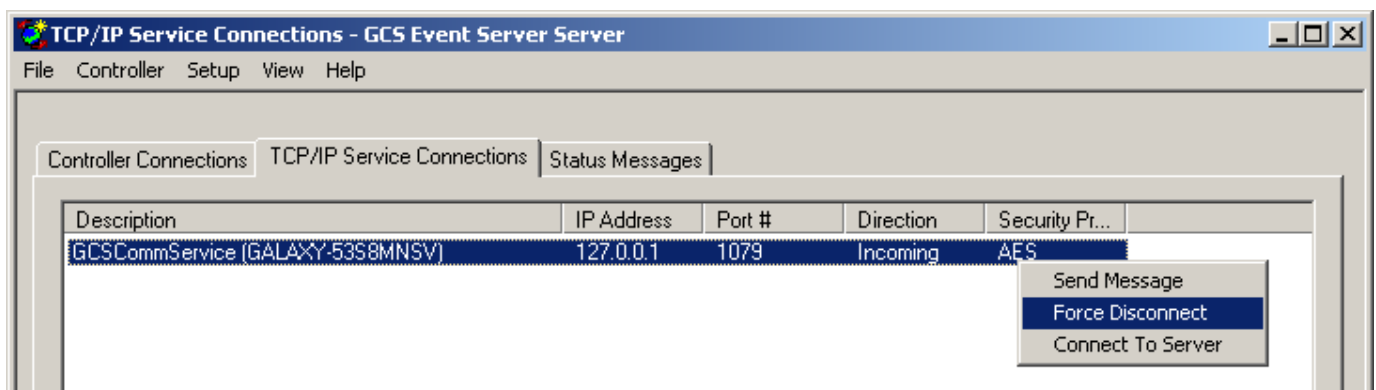 TCP/IP Service Connections - GCS Event Server Server
File Controller Setup View Help
Controller Connections TCP/IP Service Connections Status Messages
Description IP Address Port # Direction Security Pr...
GCSCommService (GALAXY-53S8MNSV) 127.0.0.1 1079 Incoming AES
Send Message
Force Disconnect
Connect To Server